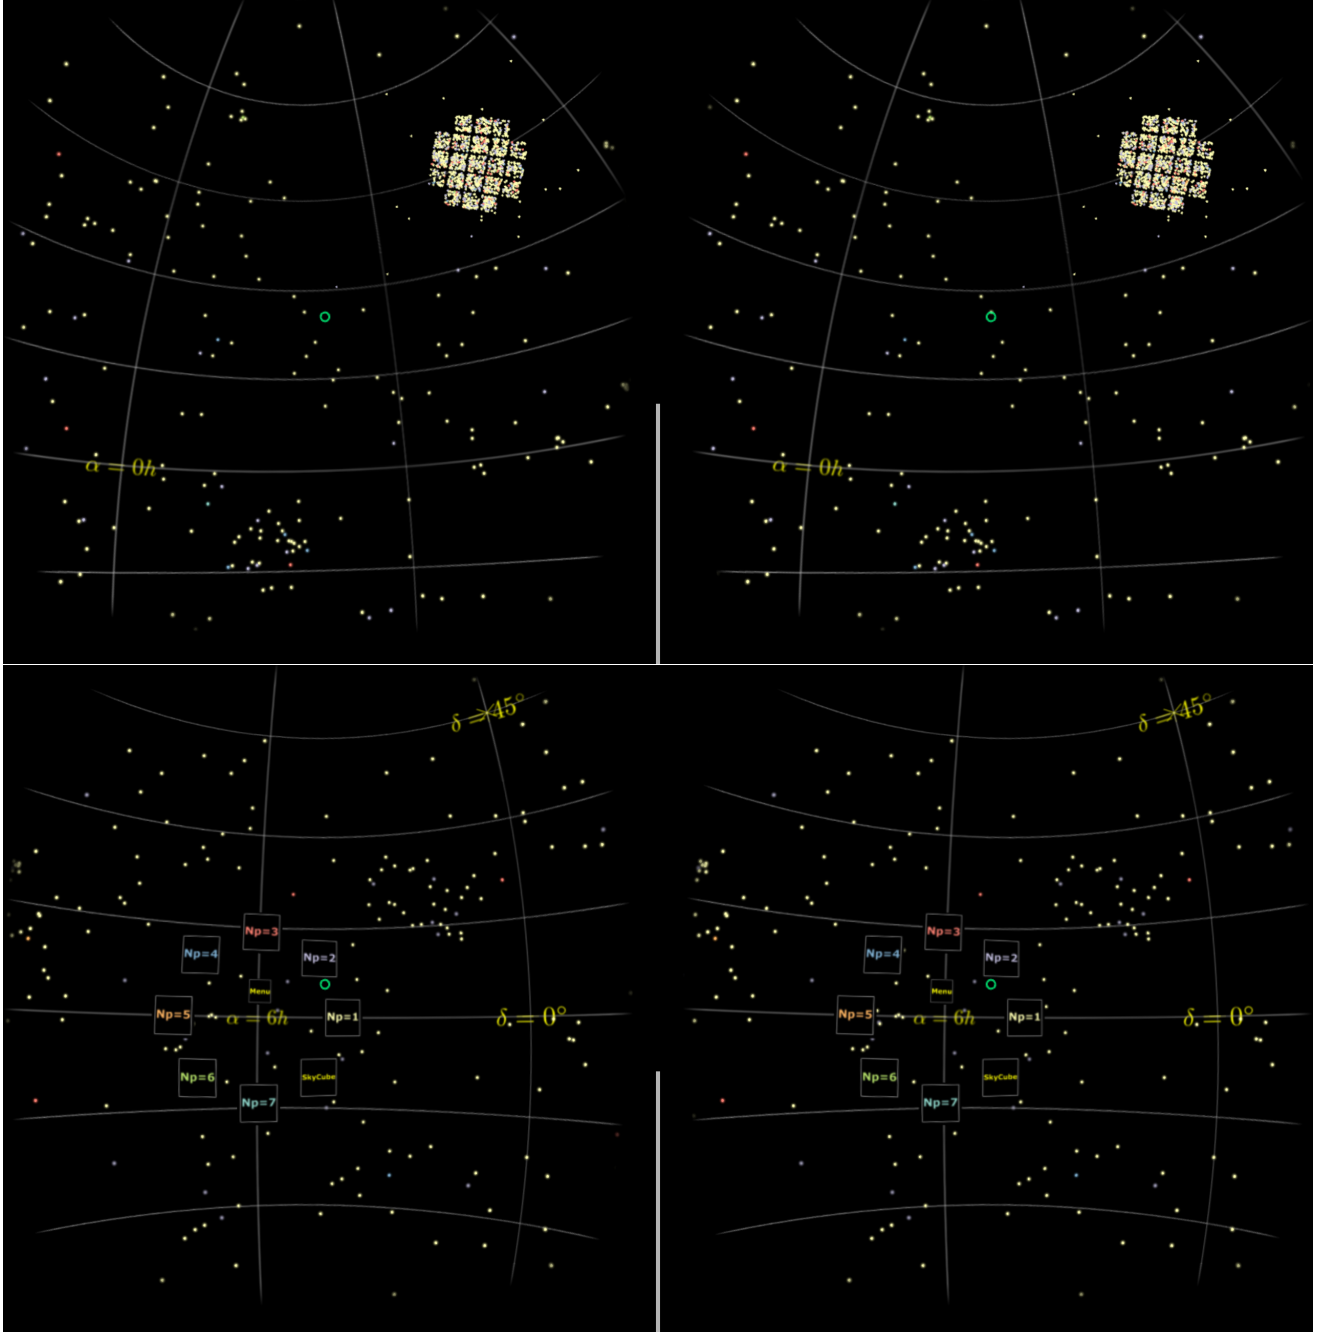 α = 0h α = 0h
δ = 45° δ = 45°
Np=3 Np=3
Np=4 Np=2 Np=4 Np=2
Menu Menu
Np=5 α = 6h Np=1 δ = 0° Np=5 α = 6h Np=1 δ = 0°
Np=6 SkyCube Np=6 SkyCube
Np=7 Np=7